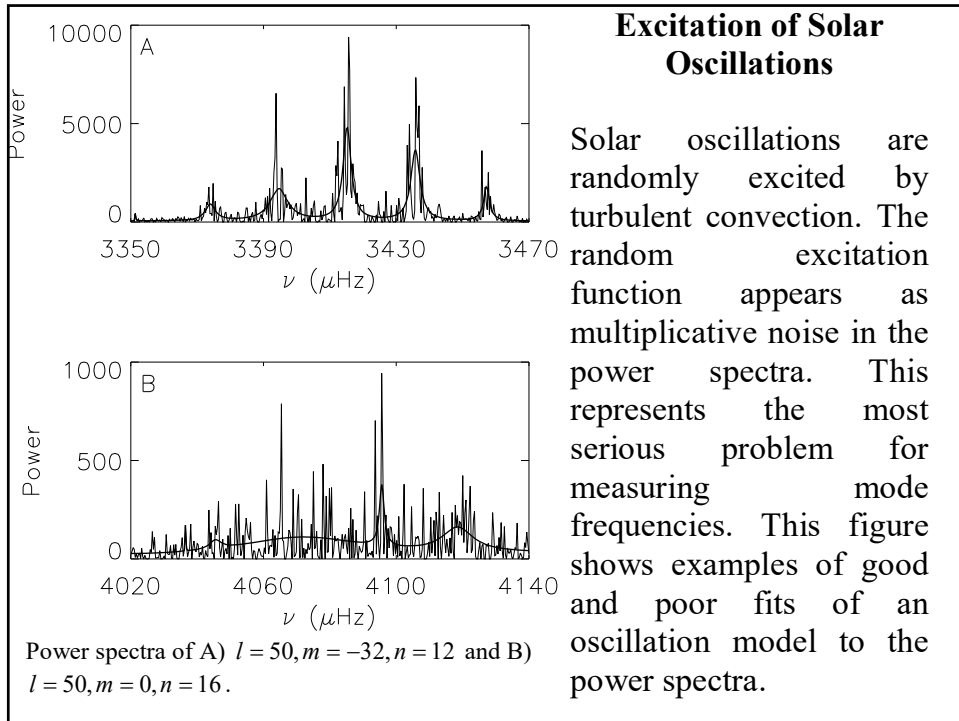 Excitation of Solar
Oscillations
Solar oscillations are
randomly excited by
turbulent convection. The
random excitation
function appears as
multiplicative noise in the
power spectra. This
represents the most
serious problem for
measuring mode
frequencies. This figure
shows examples of good
and poor fits of an
oscillation model to the
power spectra.
A
10000
5000
0
Power
3350 3390 3430 3470
ν (μHz)
B
1000
500
0
Power
4020 4060 4100 4140
ν (μHz)
Power spectra of A) l = 50, m = −32, n = 12 and B)
l = 50, m = 0, n = 16 .